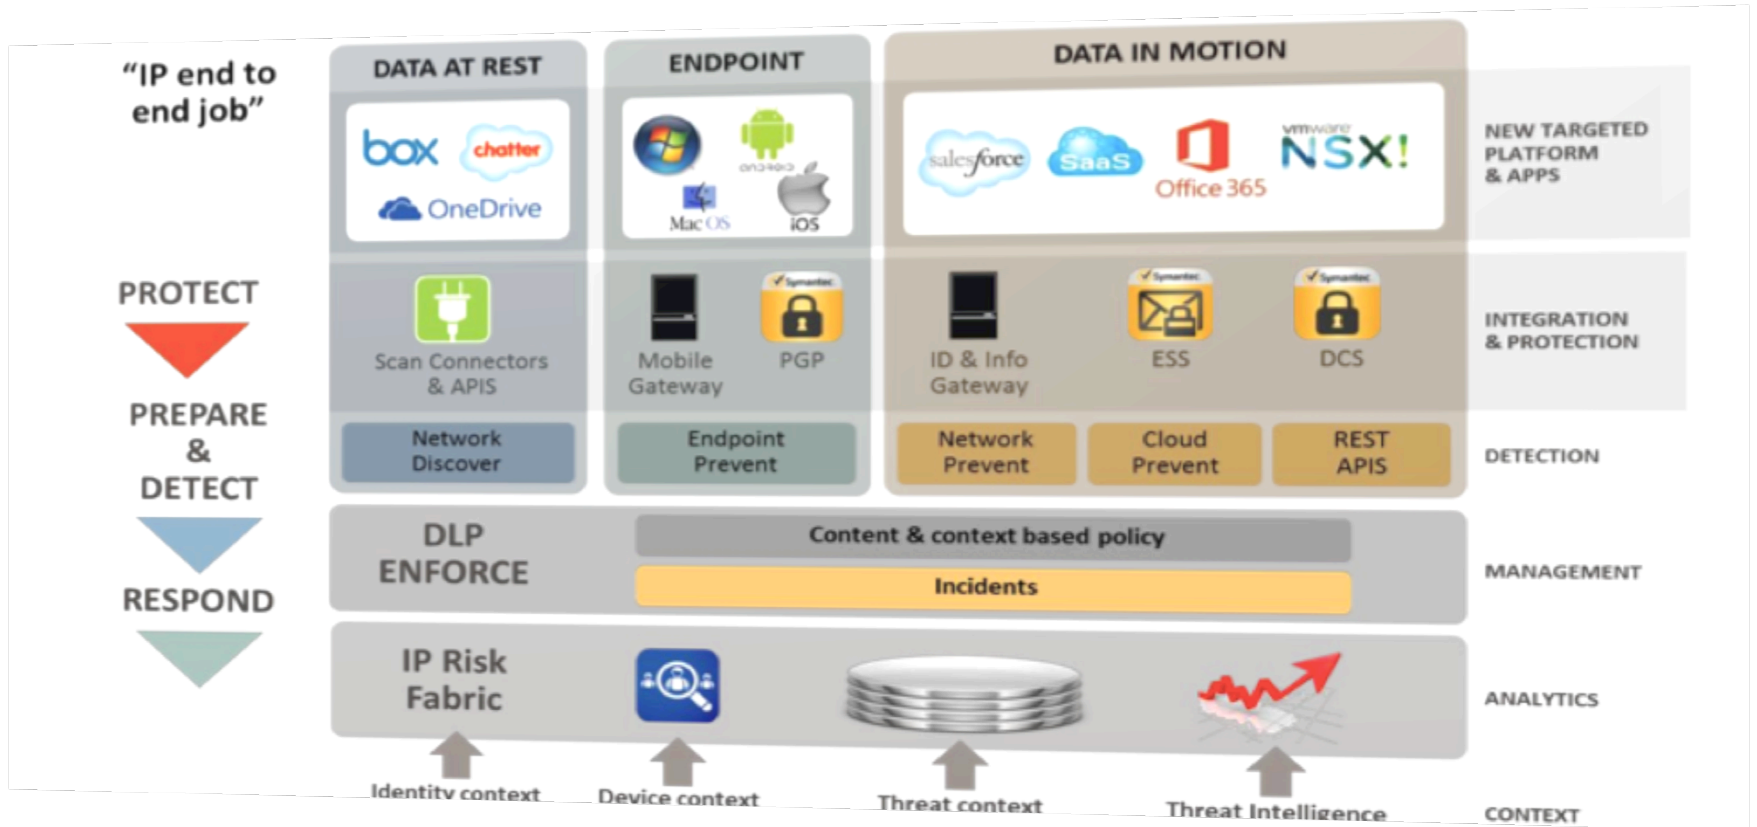 “IP end to
end job”
DATA AT REST
ENDPOINT
DATA IN MOTION
box
chatter
OneDrive
ANDROID
Mac OS
iOS
salesforce
SaaS
Office 365
vmware
NSX!
NEW TARGETED
PLATFORM
& APPS
PROTECT
Scan Connectors
& APIS
Mobile
Gateway
Symantec.
PGP
ID & Info
Gateway
Symantec.
ESS
Symantec.
DCS
INTEGRATION
& PROTECTION
PREPARE
&
DETECT
Network
Discover
Endpoint
Prevent
Network
Prevent
Cloud
Prevent
REST
APIS
DETECTION
RESPOND
DLP
ENFORCE
Content & context based policy
Incidents
MANAGEMENT
IP Risk
Fabric
ANALYTICS
Identity context
Device context
Threat context
Threat Intelligence
CONTEXT